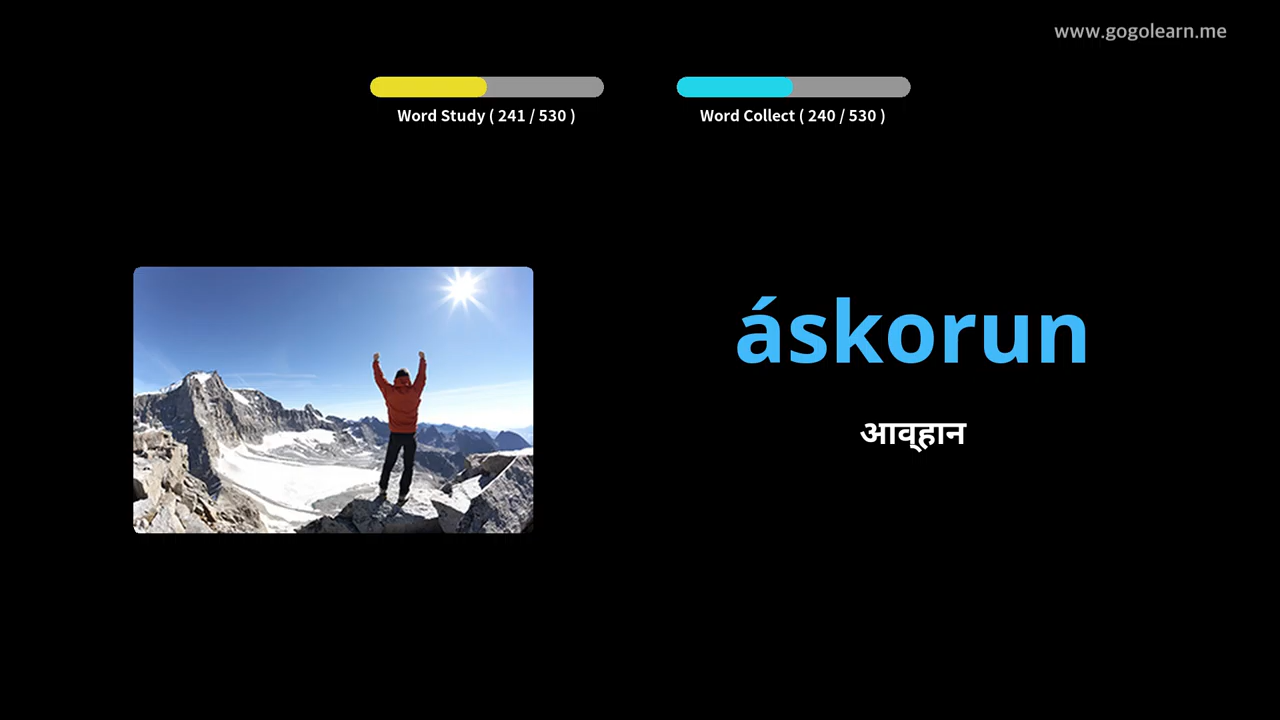 www.gogolearn.me
Word Study ( 241 / 530 )
Word Collect ( 240 / 530 )
áskorun
आव्हान